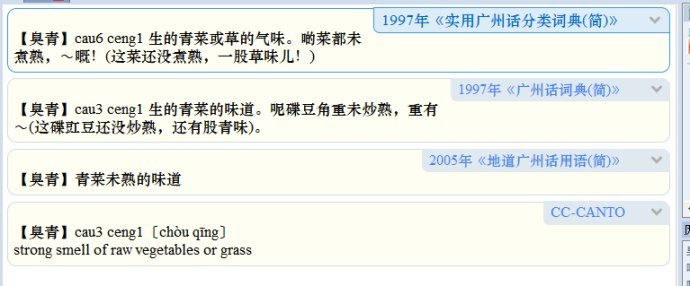 1997年《实用广州话分类词典(简)》
【臭青】cau6 ceng1 生的青菜或草的气味。啲菜都未
煮熟，～嘅！(这菜还没煮熟，一股草味儿！)
1997年《广州话词典(简)》
【臭青】cau3 ceng1 生的青菜的味道。呢碟豆角重未炒熟，重有
～(这碟豇豆还没炒熟，还有股青味)。
2005年《地道广州话用语(简)》
【臭青】青菜未熟的味道
CC-CANTO
【臭青】cau3 ceng1〔chòu qīng〕
strong smell of raw vegetables or grass